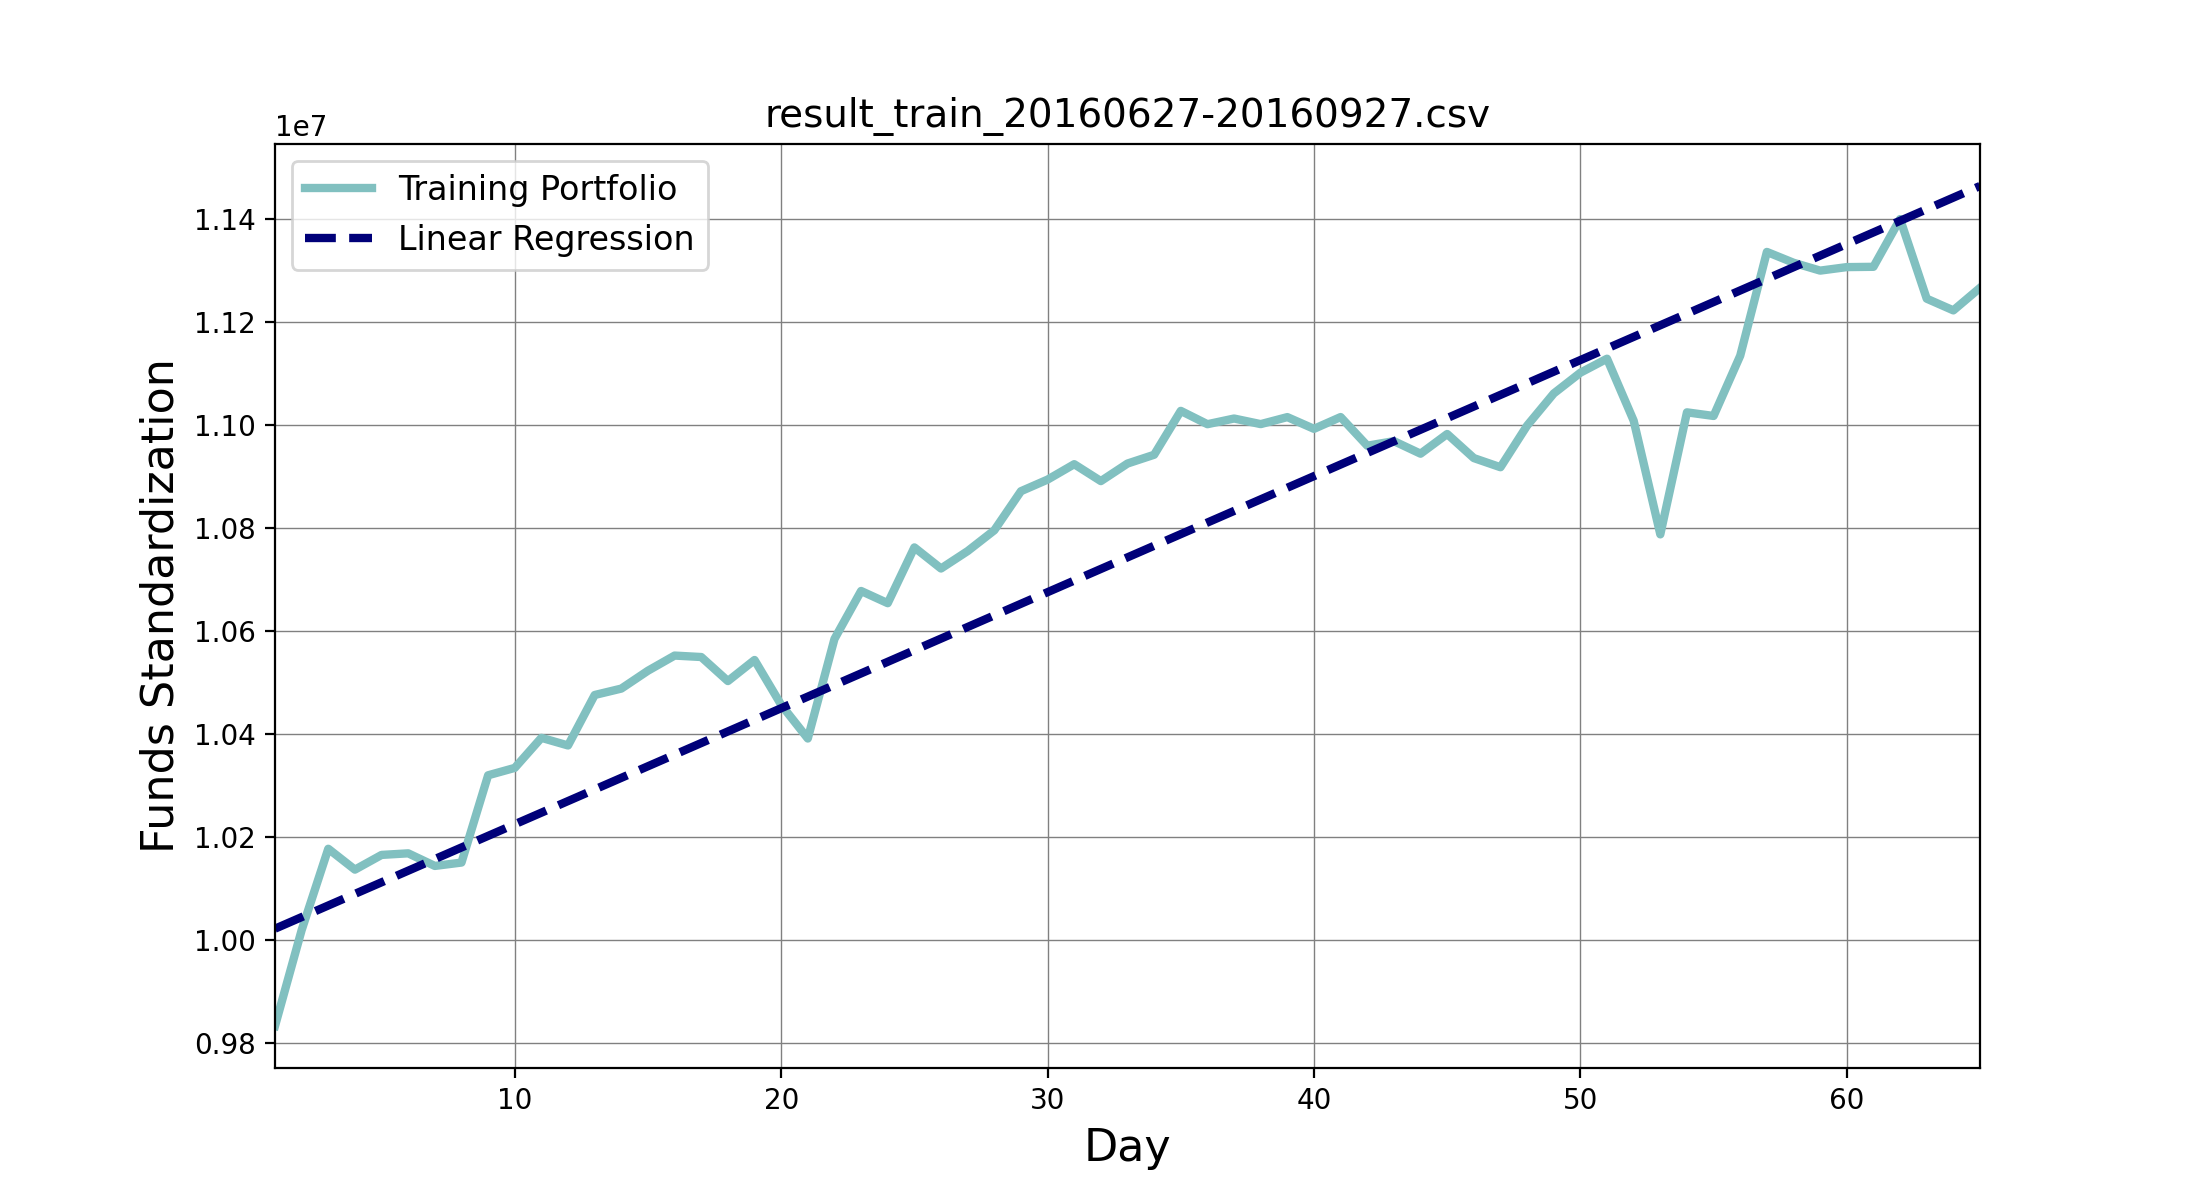 result_train_20160627-20160927.csv
1e7
Training Portfolio
Linear Regression
1.14
1.12
1.10
1.08
1.06
1.04
1.02
1.00
0.98
Funds Standardization
10 20 30 40 50 60
Day